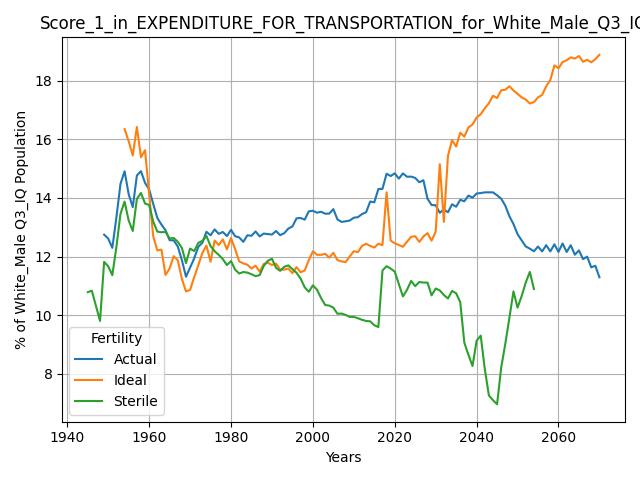 Score_1_in_EXPENDITURE_FOR_TRANSPORTATION_for_White_Male_Q3_IQ
% of White_Male Q3_IQ Population
18
16
14
12
10
8
Fertility
Actual
Ideal
Sterile
1940
1960
1980
2000
2020
2040
2060
Years